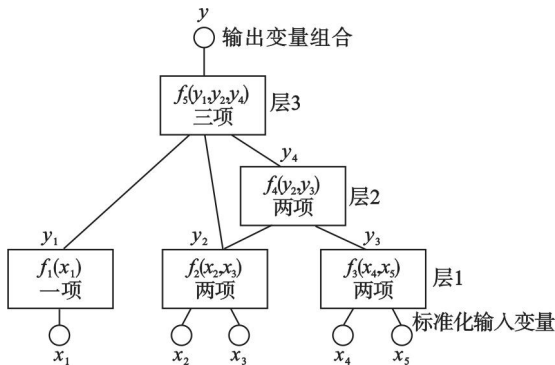 y
输出变量组合
f₅(y₁,y₂,y₄)
三项
层3
y₄
f₄(y₂,y₃)
两项
层2
y₁
y₂
y₃
f₁(x₁)
一项
f₂(x₂,x₃)
两项
f₃(x₄,x₅)
两项
层1
标准化输入变量
x₁
x₂
x₃
x₄
x₅